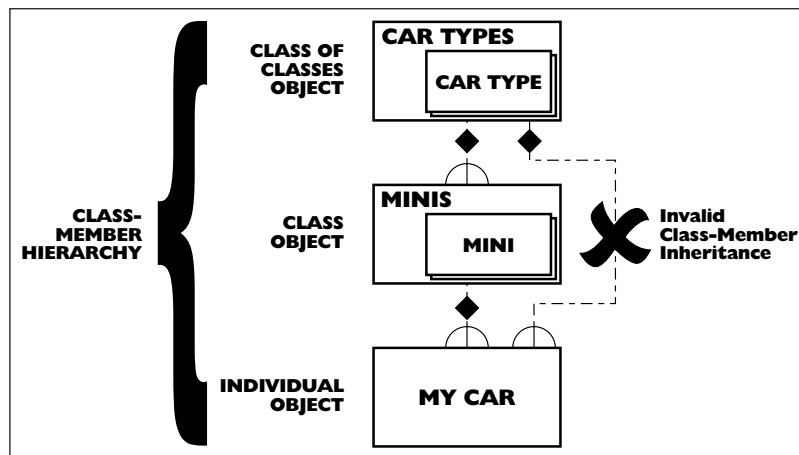 CLASS OF
CLASSES
OBJECT
CAR TYPES
CAR TYPE
CLASS-
MEMBER
HIERARCHY
CLASS
OBJECT
MINIS
MINI
Invalid
Class-Member
Inheritance
INDIVIDUAL
OBJECT
MY CAR